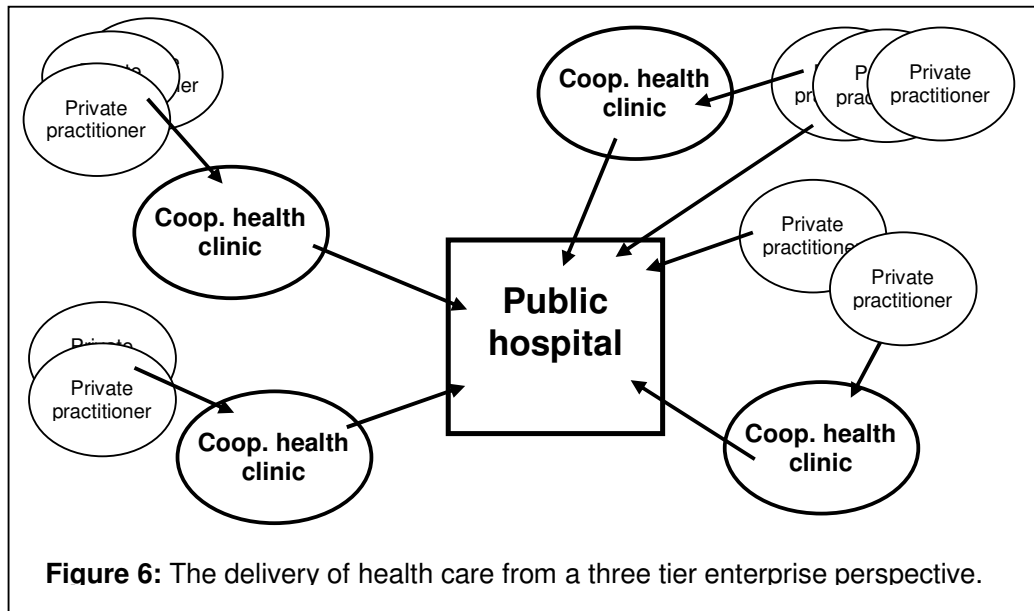 Private
practitioner
Coop. health
clinic
Coop. health
clinic
Private
practitioner
Private
practitioner
Private
practitioner
Public
hospital
Private
practitioner
Coop. health
clinic
Coop. health
clinic
Figure 6: The delivery of health care from a three tier enterprise perspective.